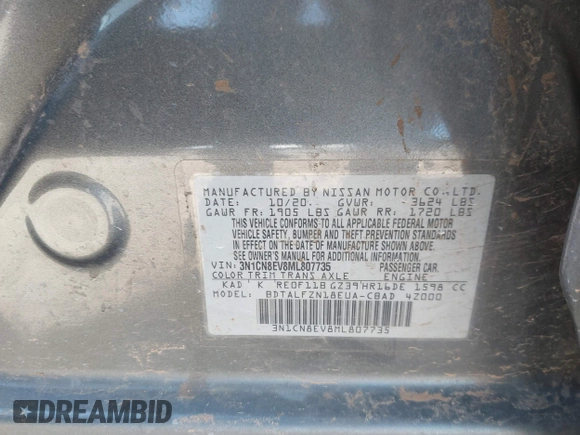 MANUFACTURED BY NISSAN MOTOR CO.,LTD.
DATE: 10/20 GVWR: 3624 LBS
GAWR FR: 1905 LBS GAWR RR: 1720 LBS
THIS VEHICLE CONFORMS TO ALL APPLICABLE FEDERAL MOTOR
VEHICLE SAFETY, BUMPER AND THEFT PREVENTION STANDARDS
IN EFFECT ON THE DATE OF MANUFACTURE SHOWN ABOVE.
SEE OWNER'S MANUAL FOR ADDITIONAL INFORMATION.
VIN: 3N1CN8EV8ML807735 PASSENGER CAR.
COLOR TRIM TRANS AXLE ENGINE
KAD K RE0F11B GZ39 HR16DE 1598 CC
MODEL: BDTALFZN18EUA-CBAD 4Z000
3N1CN8EV8ML807735
DREAMBID